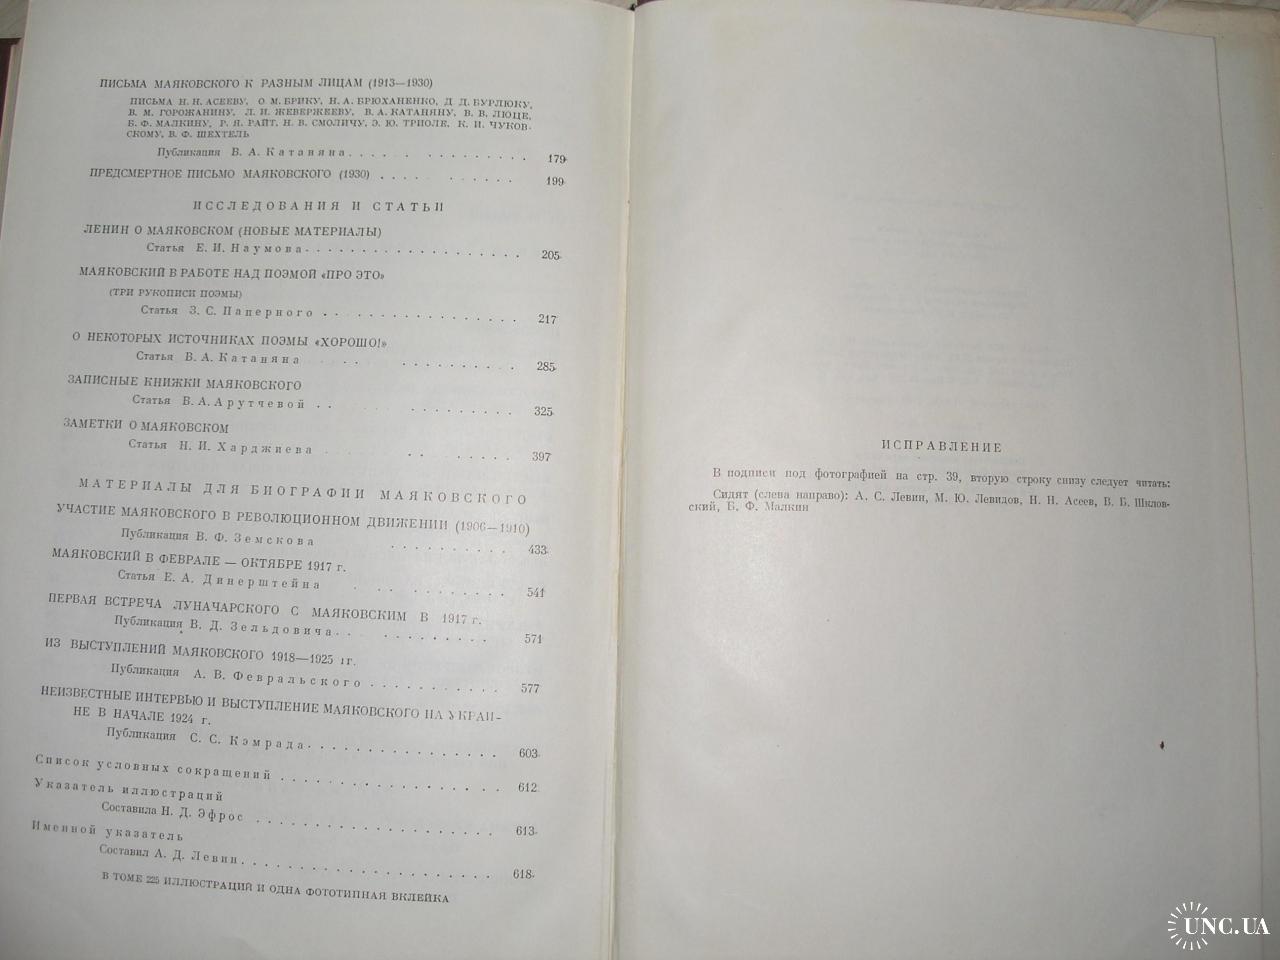 ПИСЬМА МАЯКОВСКОГО К РАЗНЫМ ЛИЦАМ (1913—1930)
ПИСЬМА Н. Н. АСЕЕВУ, О. М. БРИКУ, Н. А. БРЮХАНЕНКО, Д. Д. БУРЛЮКУ,
В. М. ГОРОЖАНИНУ, Л. И. ЖЕВЕРЖЕЕВУ, В. А. КАТАНЯНУ, В. В. ЛЮЦЕ,
Б. Ф. МАЛКИНУ, Р. Я. РАЙТ, Н. В. СМОЛИЧУ, Э. Ю. ТРИОЛЕ, К. И. ЧУКОВ-
СКОМУ, В. Ф. ШЕХТЕЛЬ
Публикация В. А. Катаняна . . . . . . . . . . . 179
ПРЕДСМЕРТНОЕ ПИСЬМО МАЯКОВСКОГО (1930) . . . . . . . . . 199
ИССЛЕДОВАНИЯ И СТАТЬИ
ЛЕНИН О МАЯКОВСКОМ (НОВЫЕ МАТЕРИАЛЫ)
Статья Е. И. Наумова . . . . . . . . . . . . . . . . 205
МАЯКОВСКИЙ В РАБОТЕ НАД ПОЭМОЙ «ПРО ЭТО»
(ТРИ РУКОПИСИ ПОЭМЫ)
Статья З. С. Паперного . . . . . . . . . . . . . . . 217
О НЕКОТОРЫХ ИСТОЧНИКАХ ПОЭМЫ «ХОРОШО!»
Статья В. А. Катаняна . . . . . . . . . . . 285
ЗАПИСНЫЕ КНИЖКИ МАЯКОВСКОГО
Статья В. А. Арутчевой . . . . . . . . . . 325
ЗАМЕТКИ О МАЯКОВСКОМ
Статья Н. И. Харджиева . . . . . . . . 397
МАТЕРИАЛЫ ДЛЯ БИОГРАФИИ МАЯКОВСКОГО
УЧАСТИЕ МАЯКОВСКОГО В РЕВОЛЮЦИОННОМ ДВИЖЕНИИ (1906—1910)
Публикация В. Ф. Земскова . . . . . . . . . 433
МАЯКОВСКИЙ В ФЕВРАЛЕ — ОКТЯБРЕ 1917 г.
Статья Е. А. Динерштейна . . . . . . . . . 541
ПЕРВАЯ ВСТРЕЧА ЛУНАЧАРСКОГО С МАЯКОВСКИМ В 1917 г.
Публикация В. Д. Зельдовича . . . . . . . . . . 571
ИЗ ВЫСТУПЛЕНИЙ МАЯКОВСКОГО 1918—1925 гг.
Публикация А. В. Февральского . . . . . . . . . . 577
НЕИЗВЕСТНЫЕ ИНТЕРВЬЮ И ВЫСТУПЛЕНИЕ МАЯКОВСКОГО НА УКРАИ-
НЕ В НАЧАЛЕ 1924 г.
Публикация С. С. Кэмрада . . . . . . . . . . . . . . 603
Список условных сокращений . . . . . . . . . . . . . . 612
Указатель иллюстраций
Составила Н. Д. Эфрос . . . . . . . . . . . . . . . . 613
Именной указатель
Составил А. Д. Левин . . . . . . . . . . . . . . . . . 618
В ТОМЕ 225 ИЛЛЮСТРАЦИЙ И ОДНА ФОТОТИПНАЯ ВКЛЕЙКА
ИСПРАВЛЕНИЕ
В подписи под фотографией на стр. 39, вторую строку снизу следует читать:
Сидят (слева направо): А. С. Левин, М. Ю. Левидов, Н. Н. Асеев, В. Б. Шклов-
ский, Б. Ф. Малкин
UNC.UA